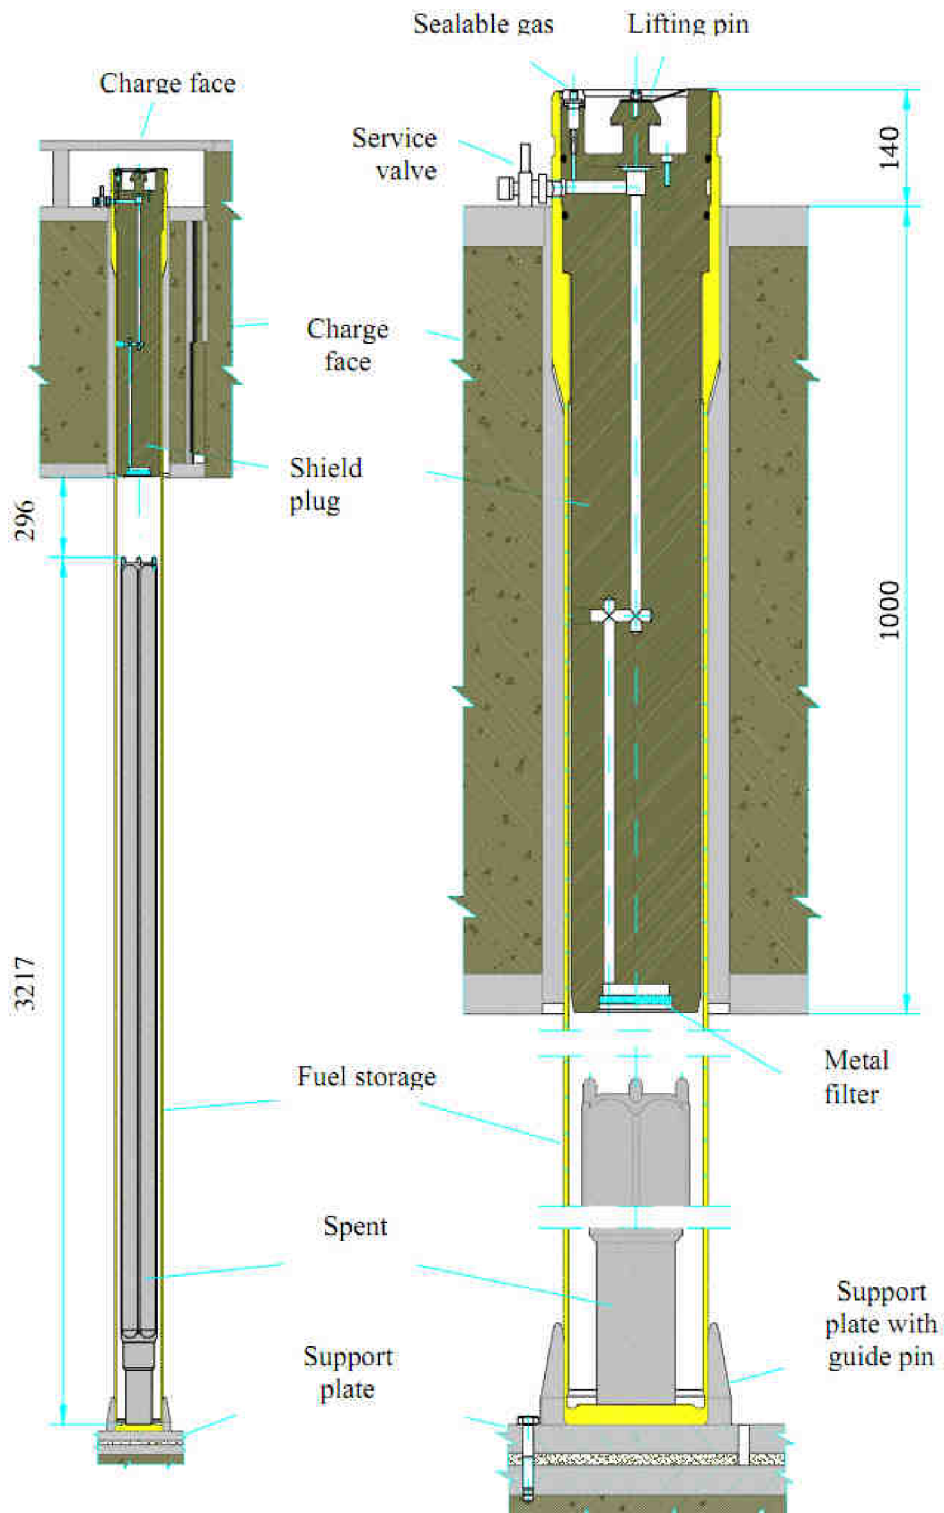 Sealable gas
Lifting pin
Charge face
Service
valve
140
Charge
face
Shield
plug
296
1000
3217
Metal
filter
Fuel storage
Spent
Support
plate with
guide pin
Support
plate